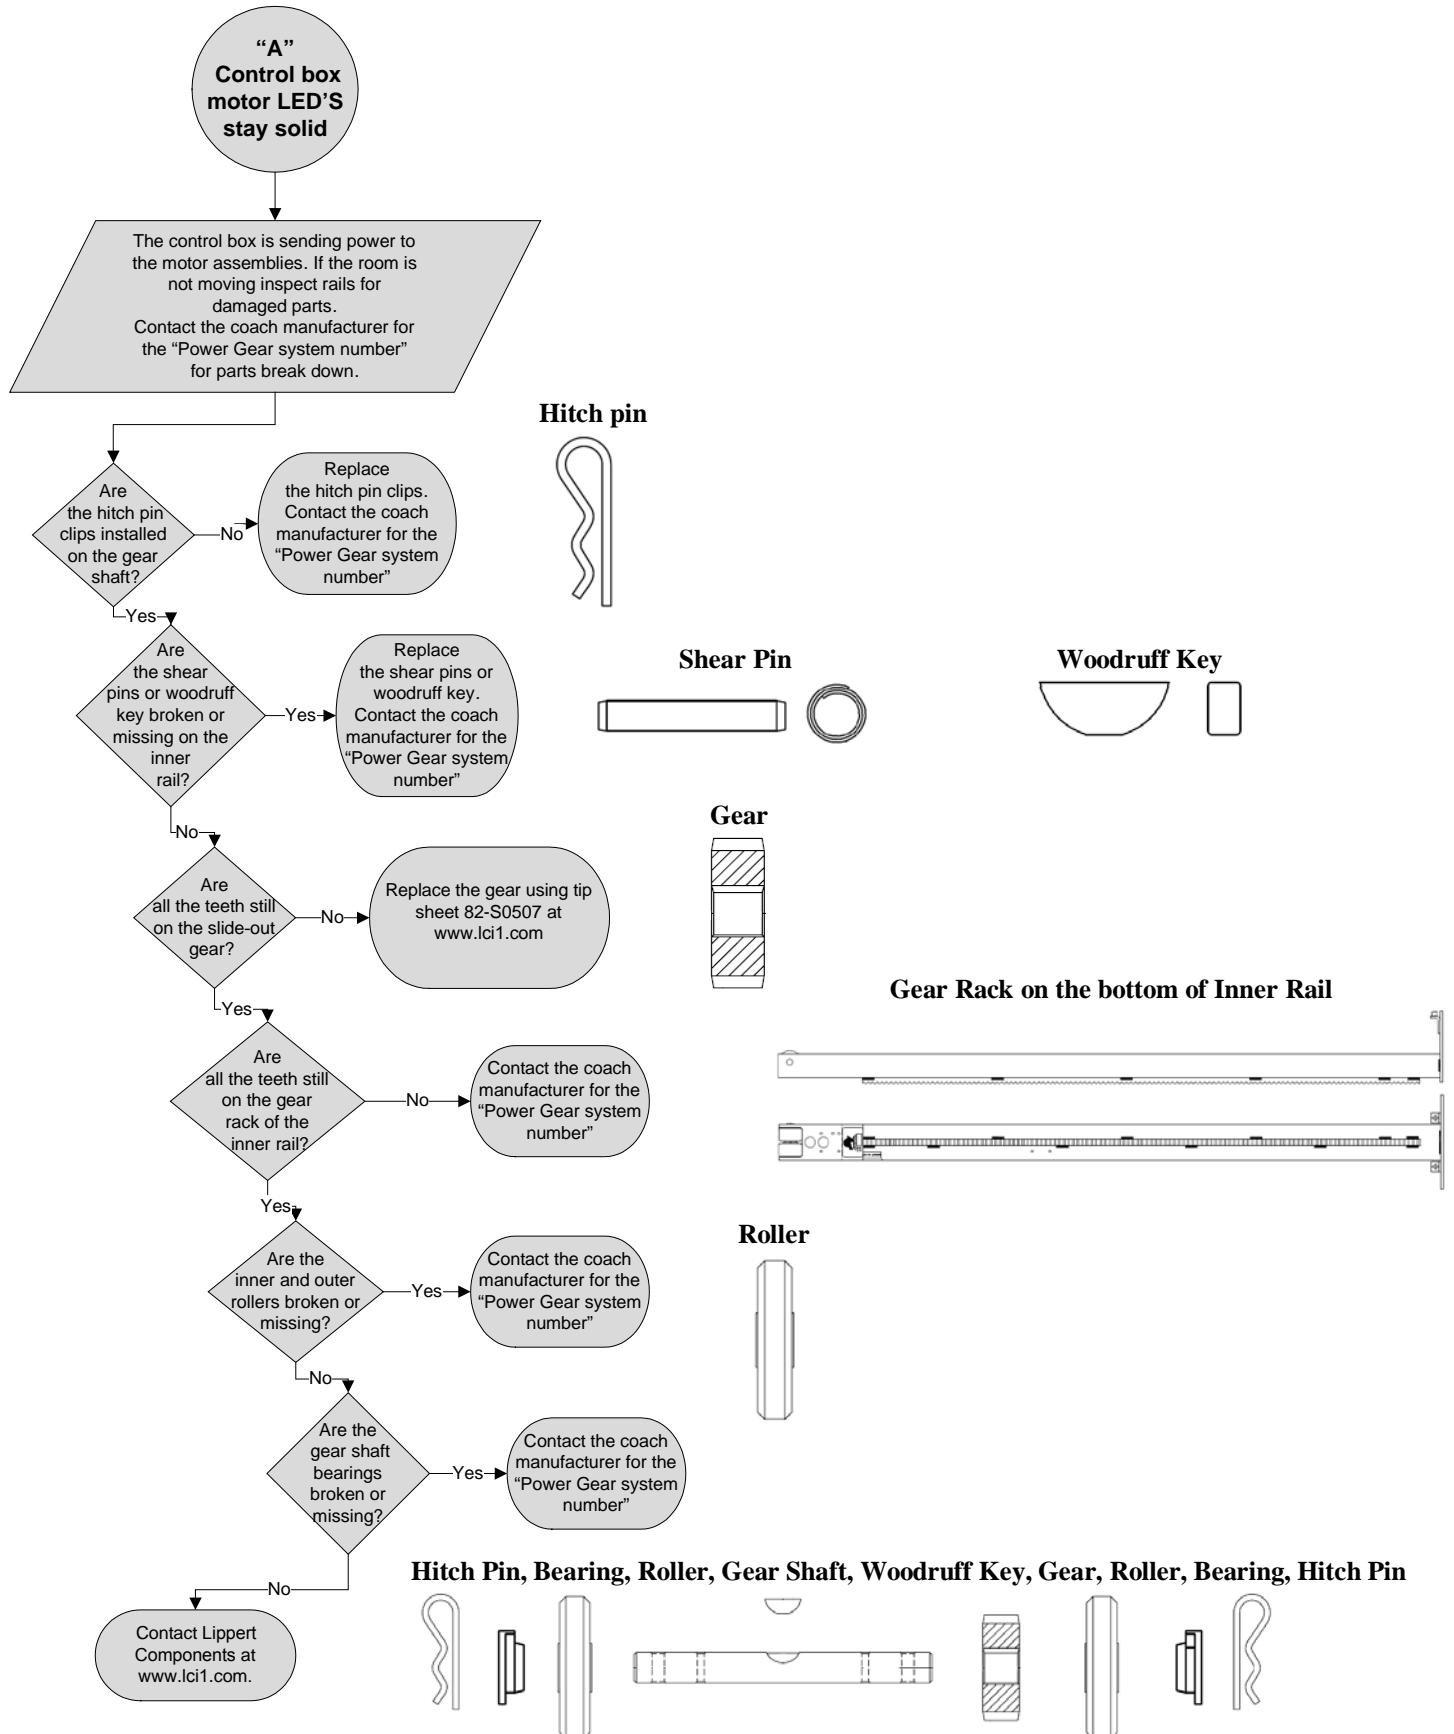 “A”
Control box
motor LED’S
stay solid
The control box is sending power to
the motor assemblies. If the room is
not moving inspect rails for
damaged parts.
Contact the coach manufacturer for
the “Power Gear system number”
for parts break down.
Hitch pin
Are
the hitch pin
clips installed
on the gear
shaft?
No
Replace
the hitch pin clips.
Contact the coach
manufacturer for the
“Power Gear system
number”
Yes
Are
the shear
pins or woodruff
key broken or
missing on the
inner
rail?
Yes
Replace
the shear pins or
woodruff key.
Contact the coach
manufacturer for the
“Power Gear system
number”
Shear Pin
Woodruff Key
No
Gear
Are
all the teeth still
on the slide-out
gear?
No
Replace the gear using tip
sheet 82-S0507 at
www.lci1.com
Yes
Gear Rack on the bottom of Inner Rail
Are
all the teeth still
on the gear
rack of the
inner rail?
No
Contact the coach
manufacturer for the
“Power Gear system
number”
Yes
Roller
Are the
inner and outer
rollers broken or
missing?
Yes
Contact the coach
manufacturer for the
“Power Gear system
number”
No
Are the
gear shaft
bearings
broken or
missing?
Yes
Contact the coach
manufacturer for the
“Power Gear system
number”
No
Hitch Pin, Bearing, Roller, Gear Shaft, Woodruff Key, Gear, Roller, Bearing, Hitch Pin
Contact Lippert
Components at
www.lci1.com.